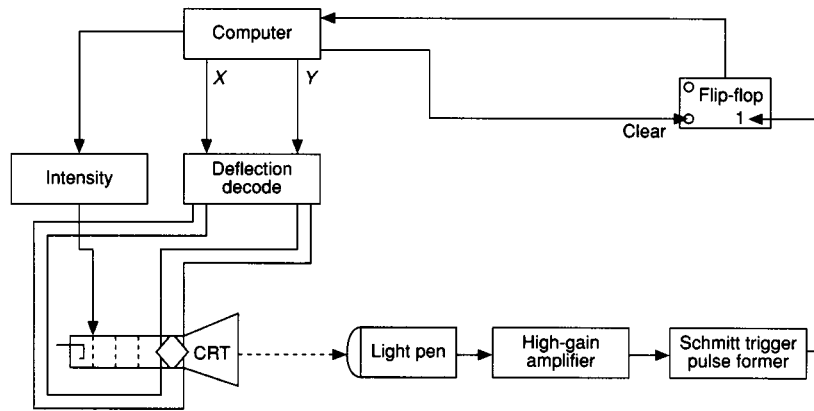 Computer
X
Y
Flip-flop
1
Clear
Intensity
Deflection
decode
CRT
Light pen
High-gain
amplifier
Schmitt trigger
pulse former